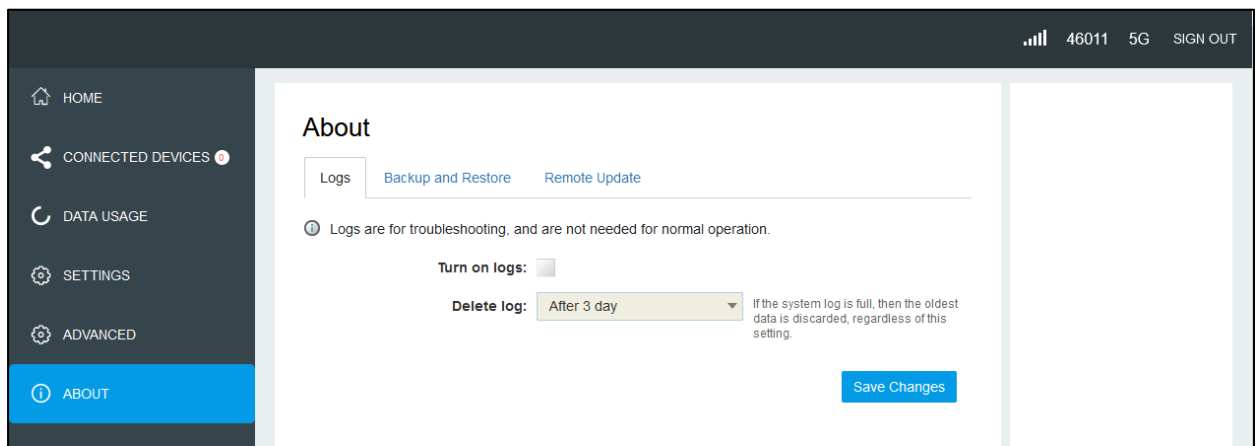 46011 5G SIGN OUT
HOME
CONNECTED DEVICES 0
DATA USAGE
SETTINGS
ADVANCED
ABOUT
About
Logs Backup and Restore Remote Update
Logs are for troubleshooting, and are not needed for normal operation.
Turn on logs:
Delete log: After 3 day
If the system log is full, then the oldest
data is discarded, regardless of this
setting.
Save Changes